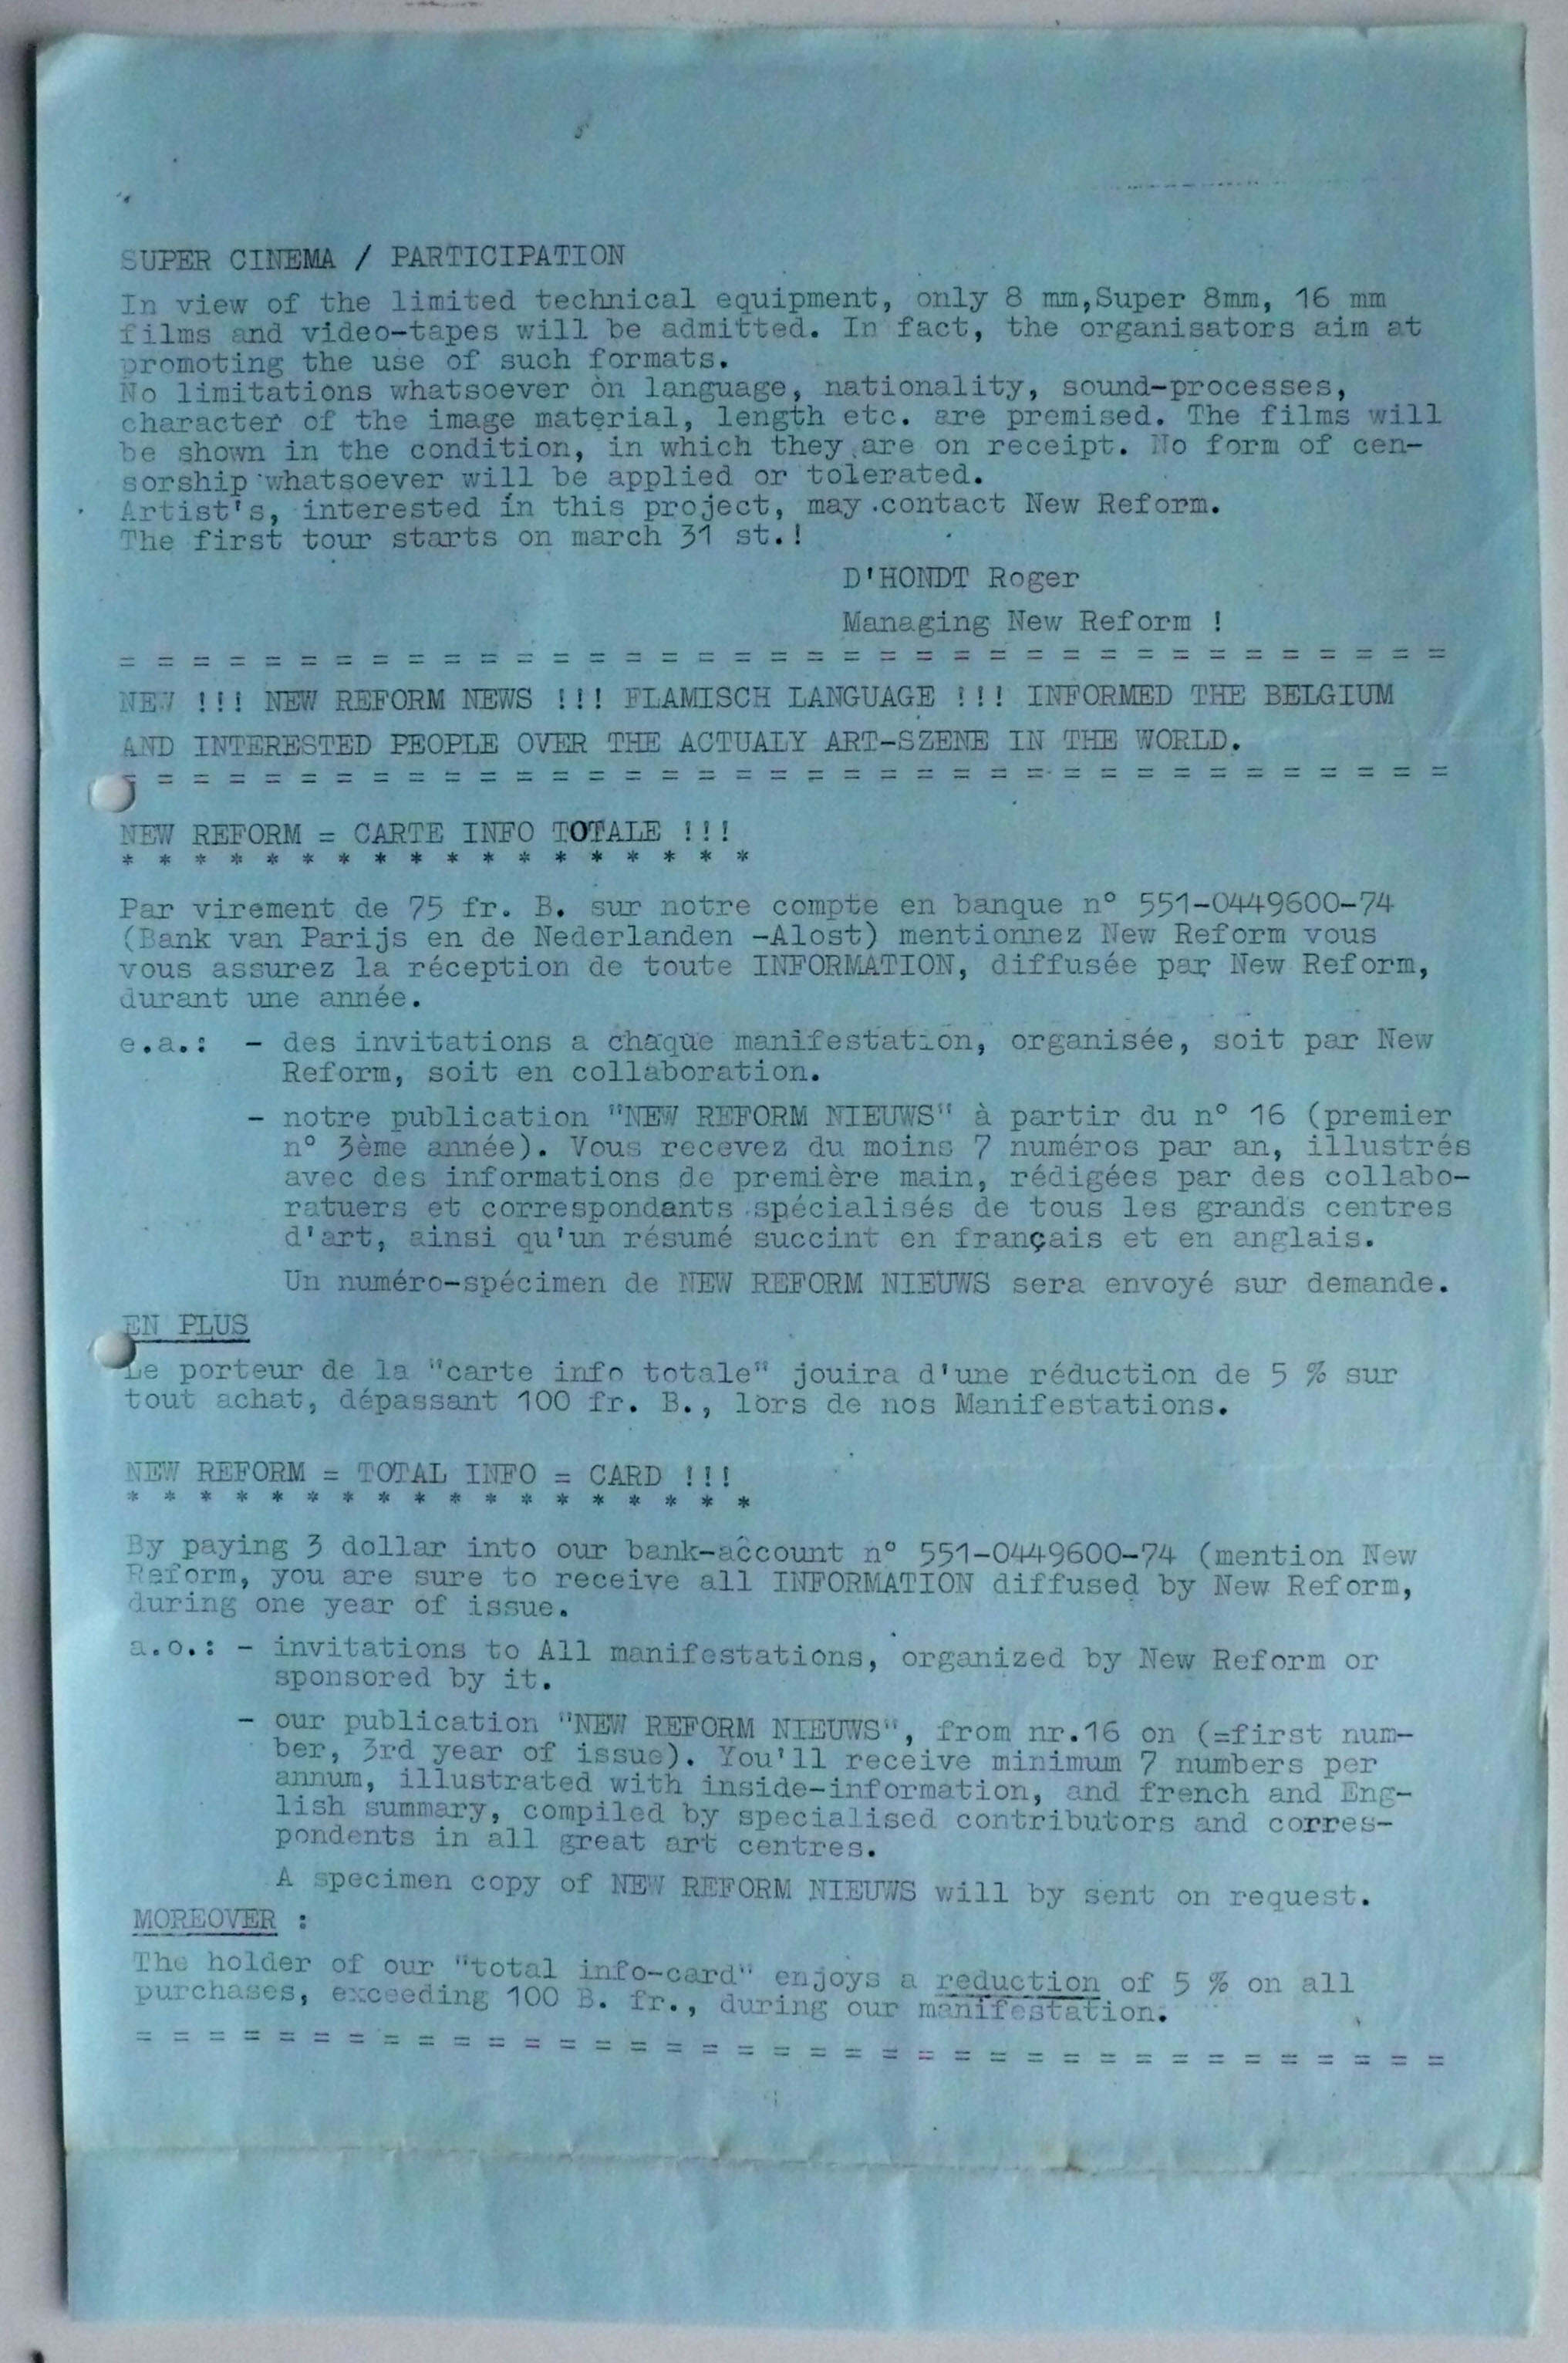 SUPER CINEMA / PARTICIPATION
In view of the limited technical equipment, only 8 mm,Super 8mm, 16 mm
films and video-tapes will be admitted. In fact, the organisators aim at
promoting the use of such formats.
No limitations whatsoever on language, nationality, sound-processes,
character of the image material, length etc. are premised. The films will
be shown in the condition, in which they are on receipt. No form of cen-
sorship whatsoever will be applied or tolerated.
Artist's, interested in this project, may contact New Reform.
The first tour starts on march 31 st.!
D'HONDT Roger
Managing New Reform !
= = = = = = = = = = = = = = = = = = = = = = = = = = = = = = = = = = = = =
NEW !!! NEW REFORM NEWS !!! FLAMISCH LANGUAGE !!! INFORMED THE BELGIUM
AND INTERESTED PEOPLE OVER THE ACTUALY ART-SZENE IN THE WORLD.
= = = = = = = = = = = = = = = = = = = = = = = = = = = = = = = = = = = = =
NEW REFORM = CARTE INFO TOTALE !!!
* * * * * * * * * * * * * * * * * *
Par virement de 75 fr. B. sur notre compte en banque n° 551-0449600-74
(Bank van Parijs en de Nederlanden -Alost) mentionnez New Reform vous
vous assurez la réception de toute INFORMATION, diffusée par New Reform,
durant une année.
e.a.: - des invitations a chaque manifestation, organisée, soit par New
Reform, soit en collaboration.
- notre publication "NEW REFORM NIEUWS" à partir du n° 16 (premier
n° 3ème année). Vous recevez du moins 7 numéros par an, illustrés
avec des informations de première main, rédigées par des collabo-
ratuers et correspondants spécialisés de tous les grands centres
d'art, ainsi qu'un résumé succint en français et en anglais.
Un numéro-spécimen de NEW REFORM NIEUWS sera envoyé sur demande.
EN PLUS
Le porteur de la "carte info totale" jouira d'une réduction de 5 % sur
tout achat, dépassant 100 fr. B., lors de nos Manifestations.
NEW REFORM = TOTAL INFO = CARD !!!
* * * * * * * * * * * * * * * * * *
By paying 3 dollar into our bank-account n° 551-0449600-74 (mention New
Reform, you are sure to receive all INFORMATION diffused by New Reform,
during one year of issue.
a.o.: - invitations to All manifestations, organized by New Reform or
sponsored by it.
- our publication "NEW REFORM NIEUWS", from nr.16 on (=first num-
ber, 3rd year of issue). You'll receive minimum 7 numbers per
annum, illustrated with inside-information, and french and Eng-
lish summary, compiled by specialised contributors and corres-
pondents in all great art centres.
A specimen copy of NEW REFORM NIEUWS will by sent on request.
MOREOVER :
The holder of our "total info-card" enjoys a reduction of 5 % on all
purchases, exceeding 100 B. fr., during our manifestation.
= = = = = = = = = = = = = = = = = = = = = = = = = = = = = = = = = = = = =